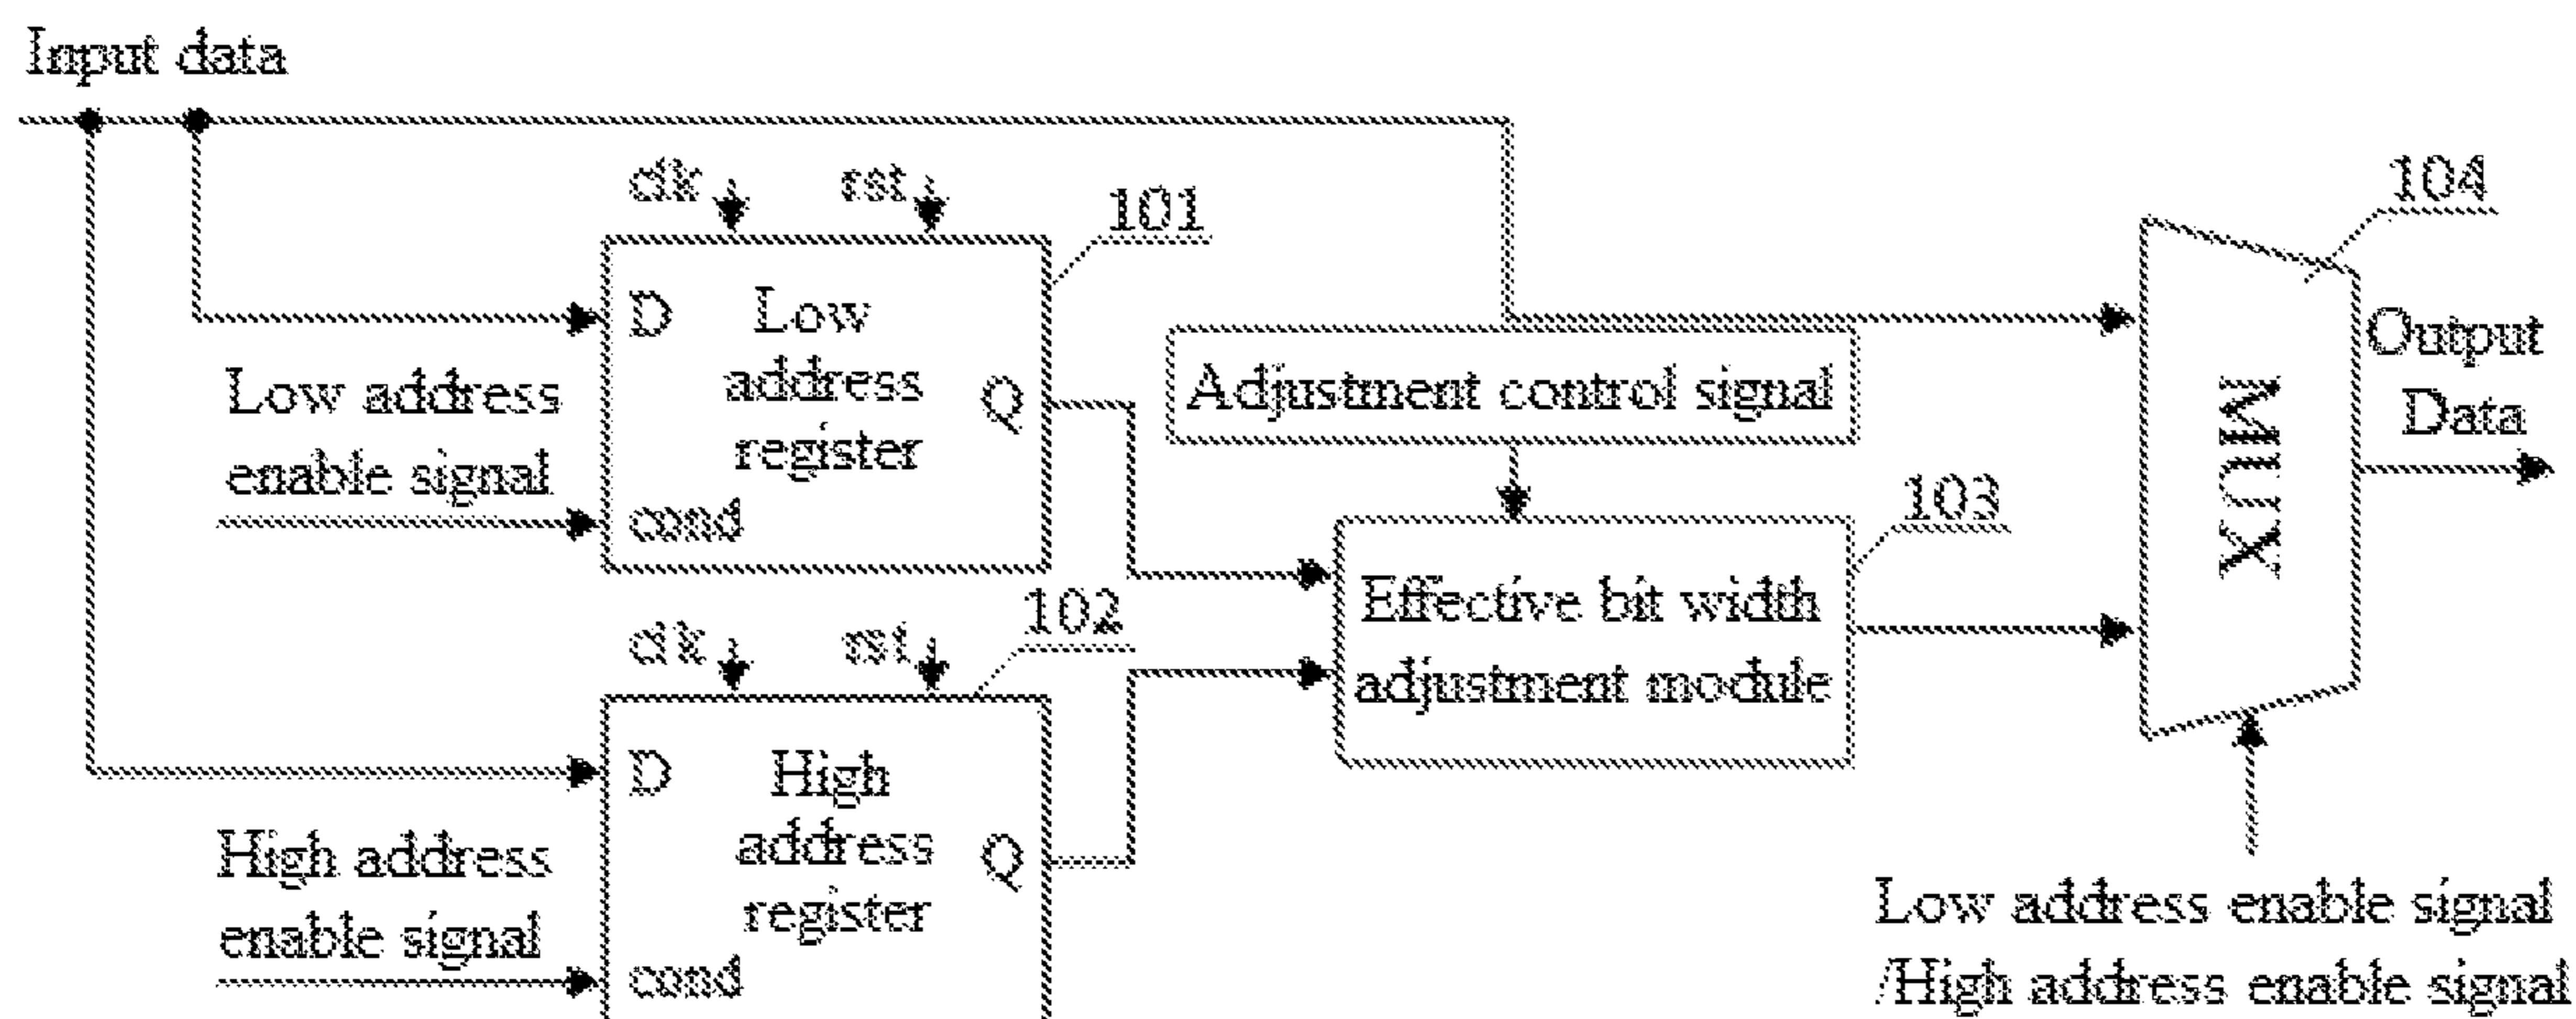 Input data
clk
rst
101
104
D
Low
address
register
Q
Low address
enable signal
cond
Adjustment control signal
Output
Data
MUX
103
Effective bit width
adjustment module
clk
rst
102
D
High
address
register
Q
High address
enable signal
cond
Low address enable signal
/High address enable signal